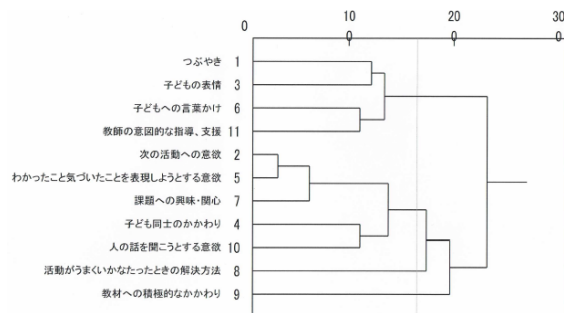 0 10 20 30
0 0 0
つぶやき 1
子どもの表情 3
子どもへの言葉かけ 6
教師の意図的な指導、支援 11
次の活動への意欲 2
わかったこと気づいたことを表現しようとする意欲 5
課題への興味・関心 7
子ども同士のかかわり 4
人の話を聞こうとする意欲 10
活動がうまくいかなたったときの解決方法 8
教材への積極的なかかわり 9